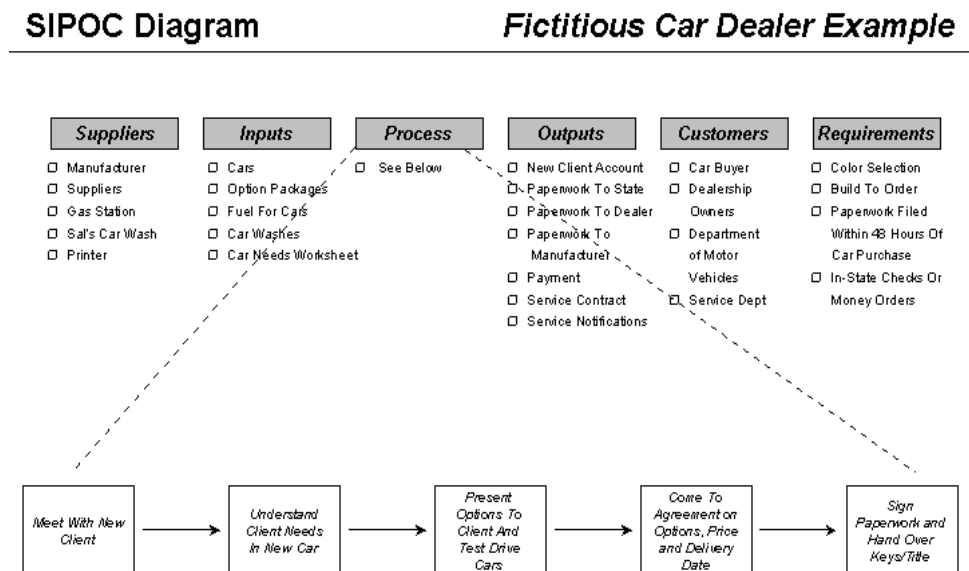 SIPOC Diagram
Fictitious Car Dealer Example
Suppliers
Manufacturer
Suppliers
Gas Station
Sal's Car Wash
Printer
Inputs
Cars
Option Packages
Fuel For Cars
Car Washes
Car Needs Worksheet
Process
See Below
Outputs
New Client Account
Paperwork To State
Paperwork To Dealer
Paperwork To
Manufacturer
Payment
Service Contract
Service Notifications
Customers
Car Buyer
Dealership
Owners
Department
of Motor
Vehicles
Service Dept
Requirements
Color Selection
Build To Order
Paperwork Filed
Within 48 Hours Of
Car Purchase
In-State Checks Or
Money Orders
Meet With New
Client
Understand
Client Needs
In New Car
Present
Options To
Client And
Test Drive
Cars
Come To
Agreement on
Options, Price
and Delivery
Date
Sign
Paperwork and
Hand Over
Keys/Title